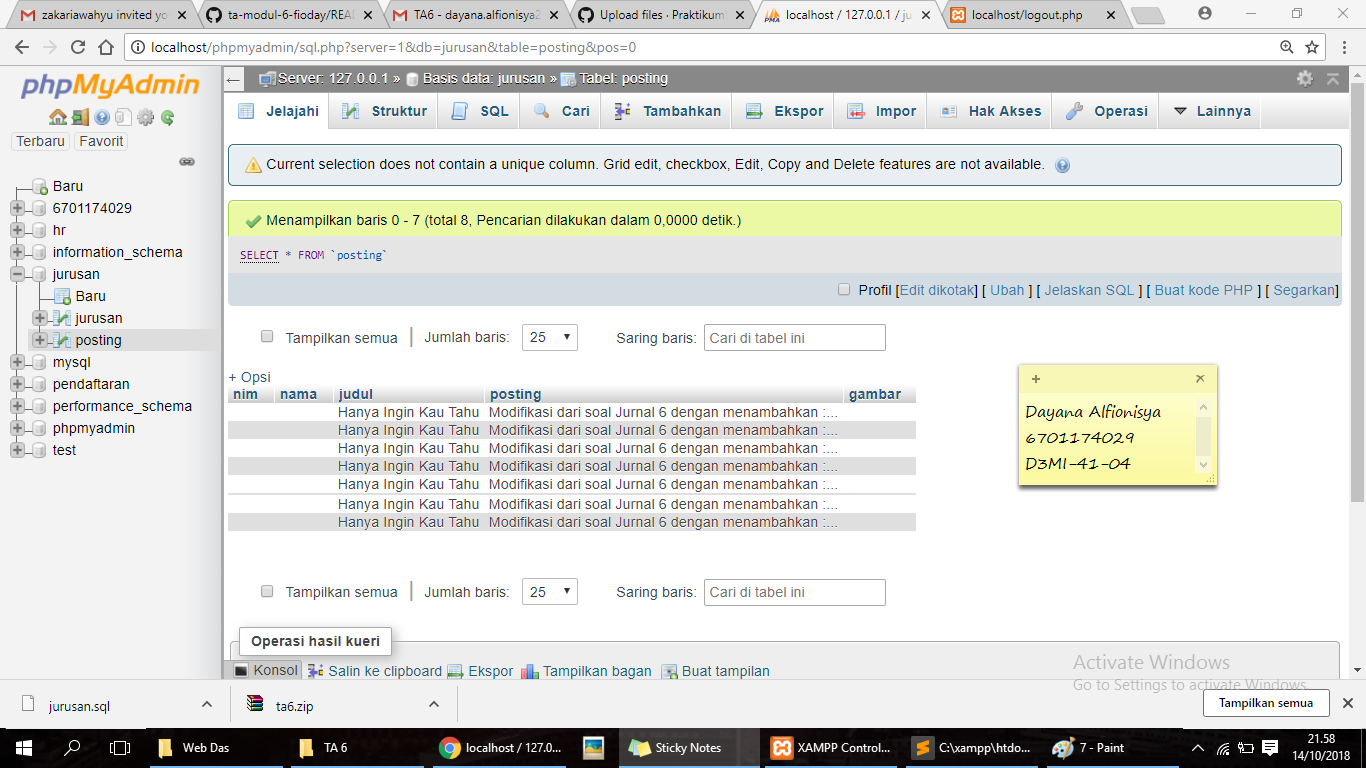 zakariawahyu invited yo
ta-modul-6-fioday/REA
TA6 - dayana.alfionisya2
Upload files · Praktikum
localhost / 127.0.0.1 / ju
localhost/logout.php
localhost/phpmyadmin/sql.php?server=1&db=jurusan&table=posting&pos=0
phpMyAdmin
Terbaru Favorit
Baru
6701174029
hr
information_schema
jurusan
Baru
jurusan
posting
mysql
pendaftaran
performance_schema
phpmyadmin
test
Server: 127.0.0.1 » Basis data: jurusan » Tabel: posting
Jelajahi Struktur SQL Cari Tambahkan Ekspor Impor Hak Akses Operasi Lainnya
Current selection does not contain a unique column. Grid edit, checkbox, Edit, Copy and Delete features are not available.
Menampilkan baris 0 - 7 (total 8, Pencarian dilakukan dalam 0,0000 detik.)
SELECT * FROM `posting`
Profil [Edit dikotak] [ Ubah ] [ Jelaskan SQL ] [ Buat kode PHP ] [ Segarkan]
Tampilkan semua | Jumlah baris: 25 Saring baris: Cari di tabel ini
+ Opsi
nim nama judul posting gambar
Hanya Ingin Kau Tahu Modifikasi dari soal Jurnal 6 dengan menambahkan :...
Hanya Ingin Kau Tahu Modifikasi dari soal Jurnal 6 dengan menambahkan :...
Hanya Ingin Kau Tahu Modifikasi dari soal Jurnal 6 dengan menambahkan :...
Hanya Ingin Kau Tahu Modifikasi dari soal Jurnal 6 dengan menambahkan :...
Hanya Ingin Kau Tahu Modifikasi dari soal Jurnal 6 dengan menambahkan :...
Hanya Ingin Kau Tahu Modifikasi dari soal Jurnal 6 dengan menambahkan :...
Hanya Ingin Kau Tahu Modifikasi dari soal Jurnal 6 dengan menambahkan :...
Dayana Alfionisya
6701174029
D3MI-41-04
Tampilkan semua | Jumlah baris: 25 Saring baris: Cari di tabel ini
Operasi hasil kueri
Konsol Salin ke clipboard Ekspor Tampilkan bagan Buat tampilan
Activate Windows
Go to Settings to activate Windows.
jurusan.sql
ta6.zip
Tampilkan semua
Web Das
TA 6
localhost / 127.0...
Sticky Notes
XAMPP Control...
C:\xampp\htdo...
7 - Paint
21.58
14/10/2018